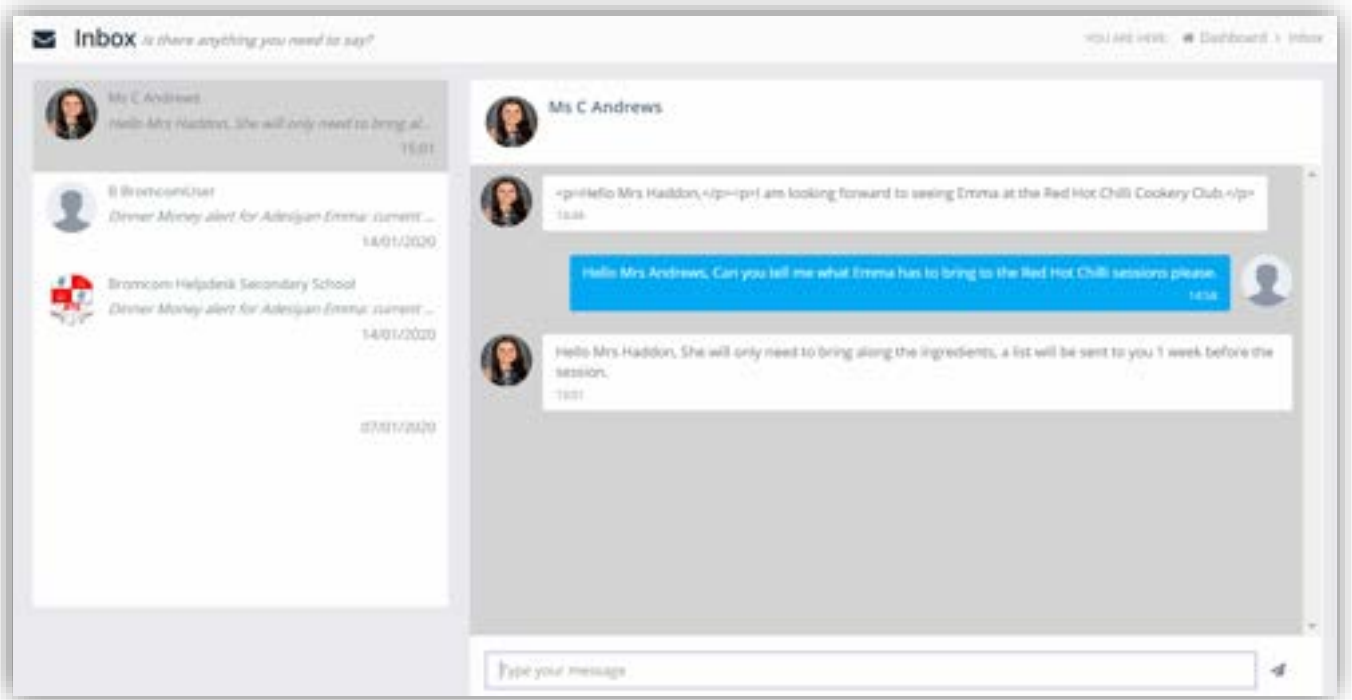 Inbox Is there anything you need to say?
YOU ARE HERE: Dashboard > Inbox
Ms C Andrews
Hello Mrs Haddon, She will only need to bring al...
15:01
B BromcomUser
Dinner Money alert for Adesiyan Emma: current ...
14/01/2020
Bromcom Helpdesk Secondary School
Dinner Money alert for Adesiyan Emma: current ...
14/01/2020
07/01/2020
Ms C Andrews
<p>Hello Mrs Haddon,</p><p>I am looking forward to seeing Emma at the Red Hot Chilli Cookery Club.</p>
Hello Mrs Andrews, Can you tell me what Emma has to bring to the Red Hot Chilli sessions please.
14:58
Hello Mrs Haddon, She will only need to bring along the ingredients, a list will be sent to you 1 week before the
session.
15:01
Type your message